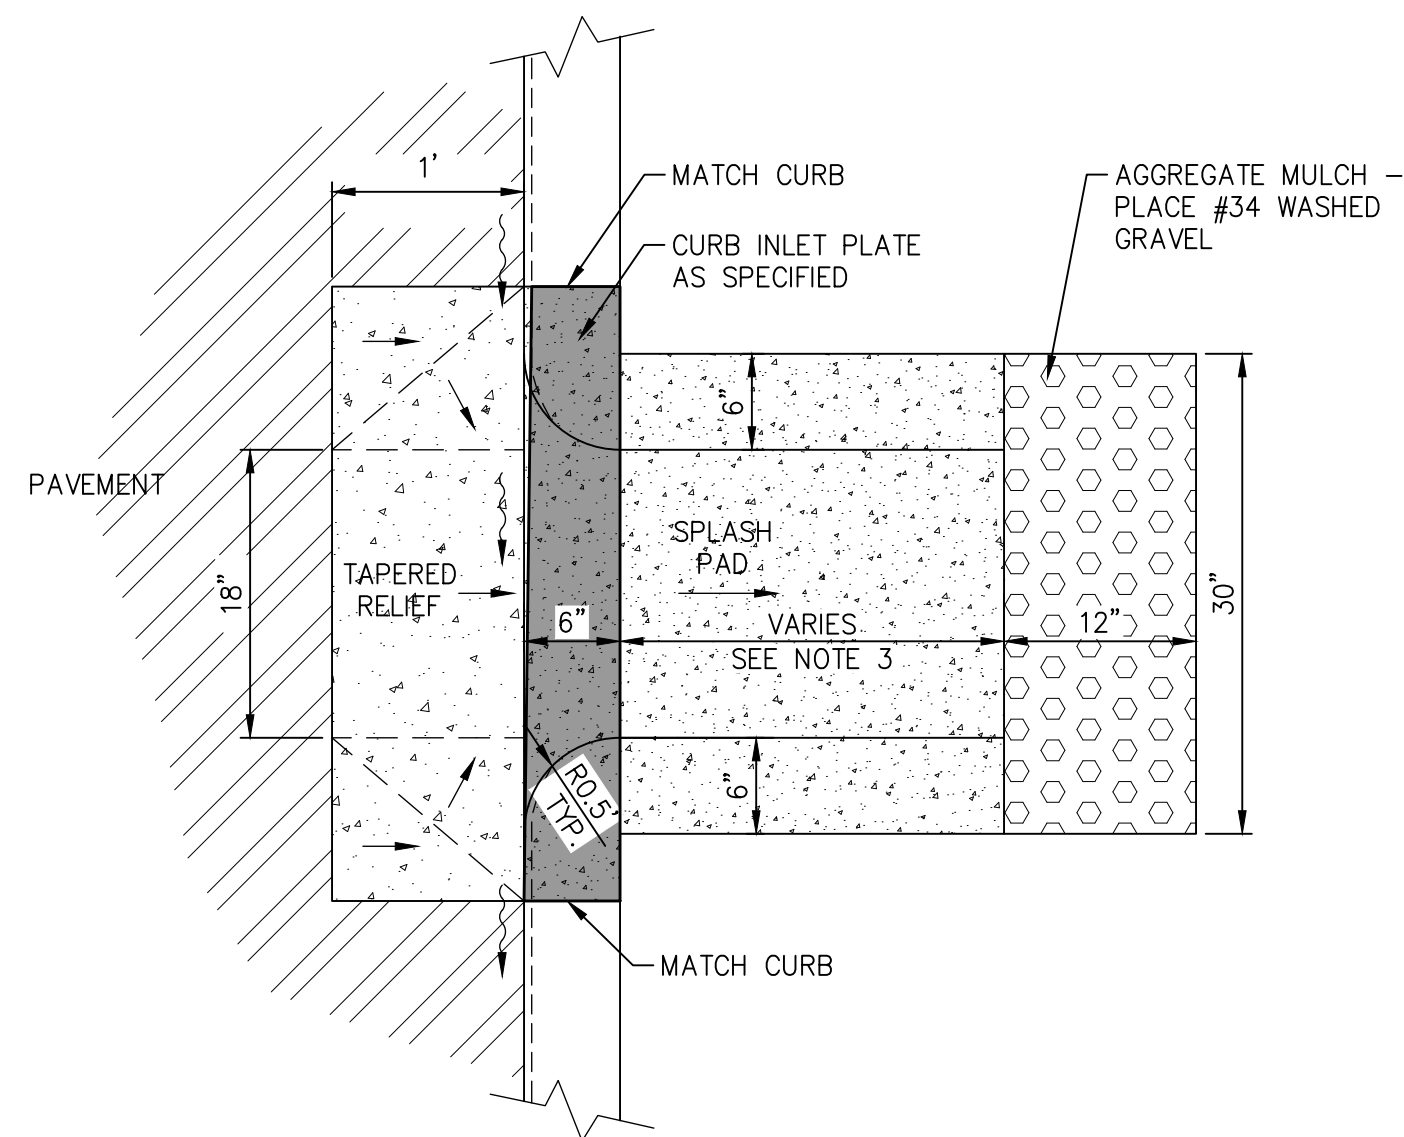 1'
MATCH CURB
CURB INLET PLATE
AS SPECIFIED
AGGREGATE MULCH –
PLACE #34 WASHED
GRAVEL
6"
PAVEMENT
18"
TAPERED
RELIEF
SPLASH
PAD
6"
VARIES
SEE NOTE 3
12"
30"
6"
R0.5'
TYP.
MATCH CURB